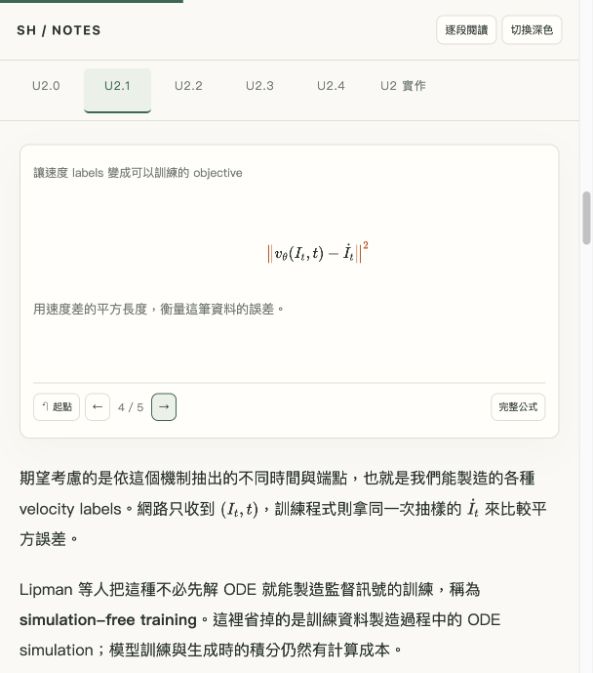 SH / NOTES
逐段閱讀
切換深色
U2.0
U2.1
U2.2
U2.3
U2.4
U2 實作
讓速度 labels 變成可以訓練的 objective
‖v_θ(I_t, t) − İ_t‖²
用速度差的平方長度，衡量這筆資料的誤差。
↰ 起點
←
4 / 5
→
完整公式
期望考慮的是依這個機制抽出的不同時間與端點，也就是我們能製造的各種
velocity labels。網路只收到 (I_t, t)，訓練程式則拿同一次抽樣的 İ_t 來比較平
方誤差。
Lipman 等人把這種不必先解 ODE 就能製造監督訊號的訓練，稱為
simulation-free training。這裡省掉的是訓練資料製造過程中的 ODE
simulation；模型訓練與生成時的積分仍然有計算成本。